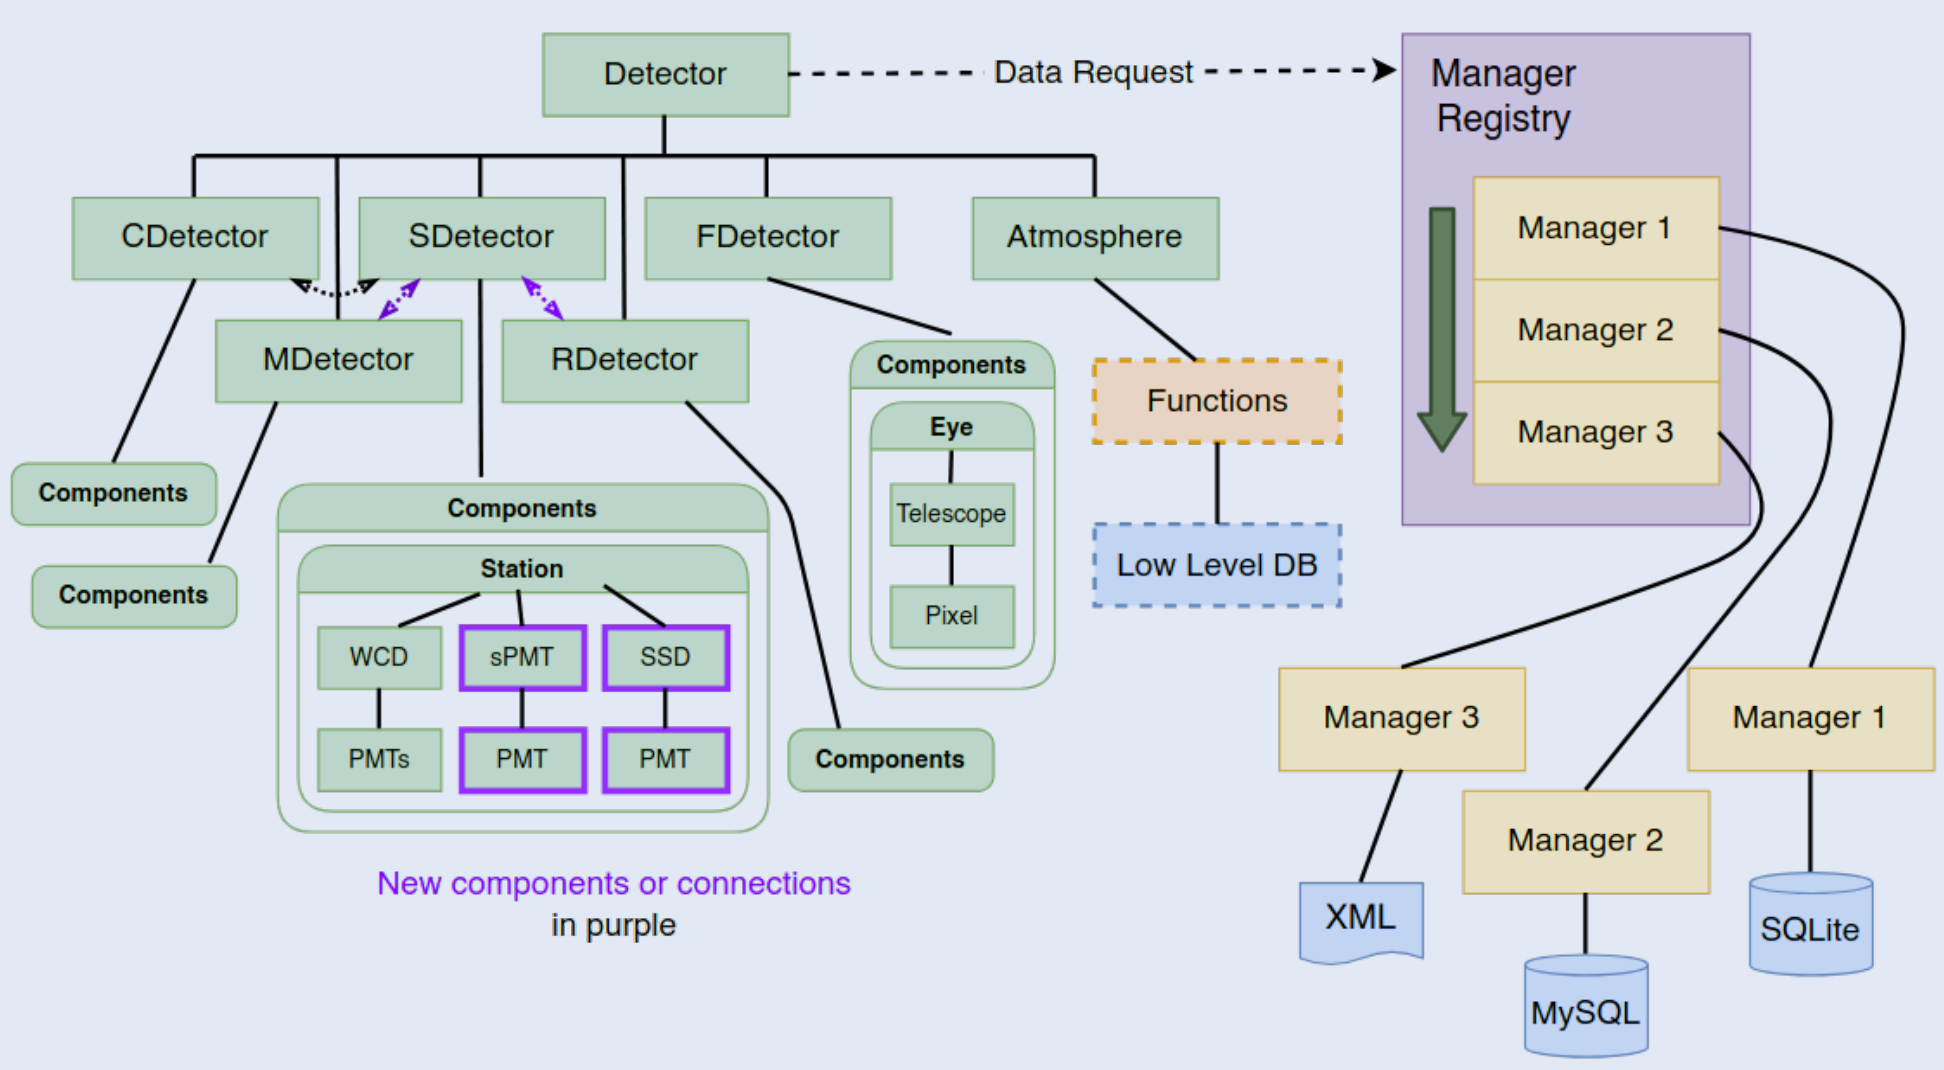 Detector
Data Request
Manager
Registry
CDetector
SDetector
FDetector
Atmosphere
Manager 1
Manager 2
Manager 3
MDetector
RDetector
Components
Eye
Telescope
Pixel
Functions
Low Level DB
Components
Components
Components
Station
WCD
sPMT
SSD
PMTs
PMT
PMT
Components
Manager 3
Manager 1
Manager 2
XML
SQLite
MySQL
New components or connections
in purple